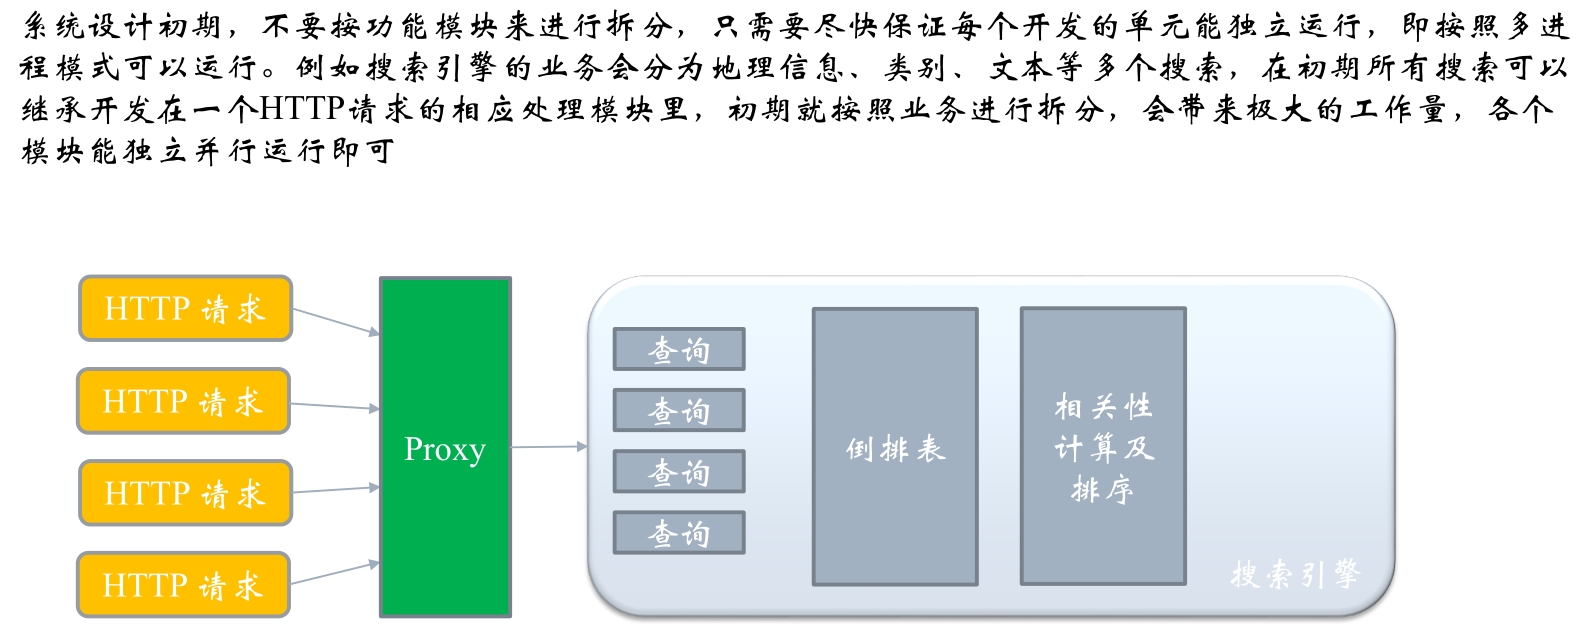 系统设计初期，不要按功能模块来进行拆分，只需要尽快保证每个开发的单元能独立运行，即按照多进
程模式可以运行。例如搜索引擎的业务会分为地理信息、类别、文本等多个搜索，在初期所有搜索可以
继承开发在一个HTTP请求的相应处理模块里，初期就按照业务进行拆分，会带来极大的工作量，各个
模块能独立并行运行即可
HTTP 请求
HTTP 请求
HTTP 请求
HTTP 请求
Proxy
查询
查询
查询
查询
倒排表
相关性
计算及
排序
搜索引擎